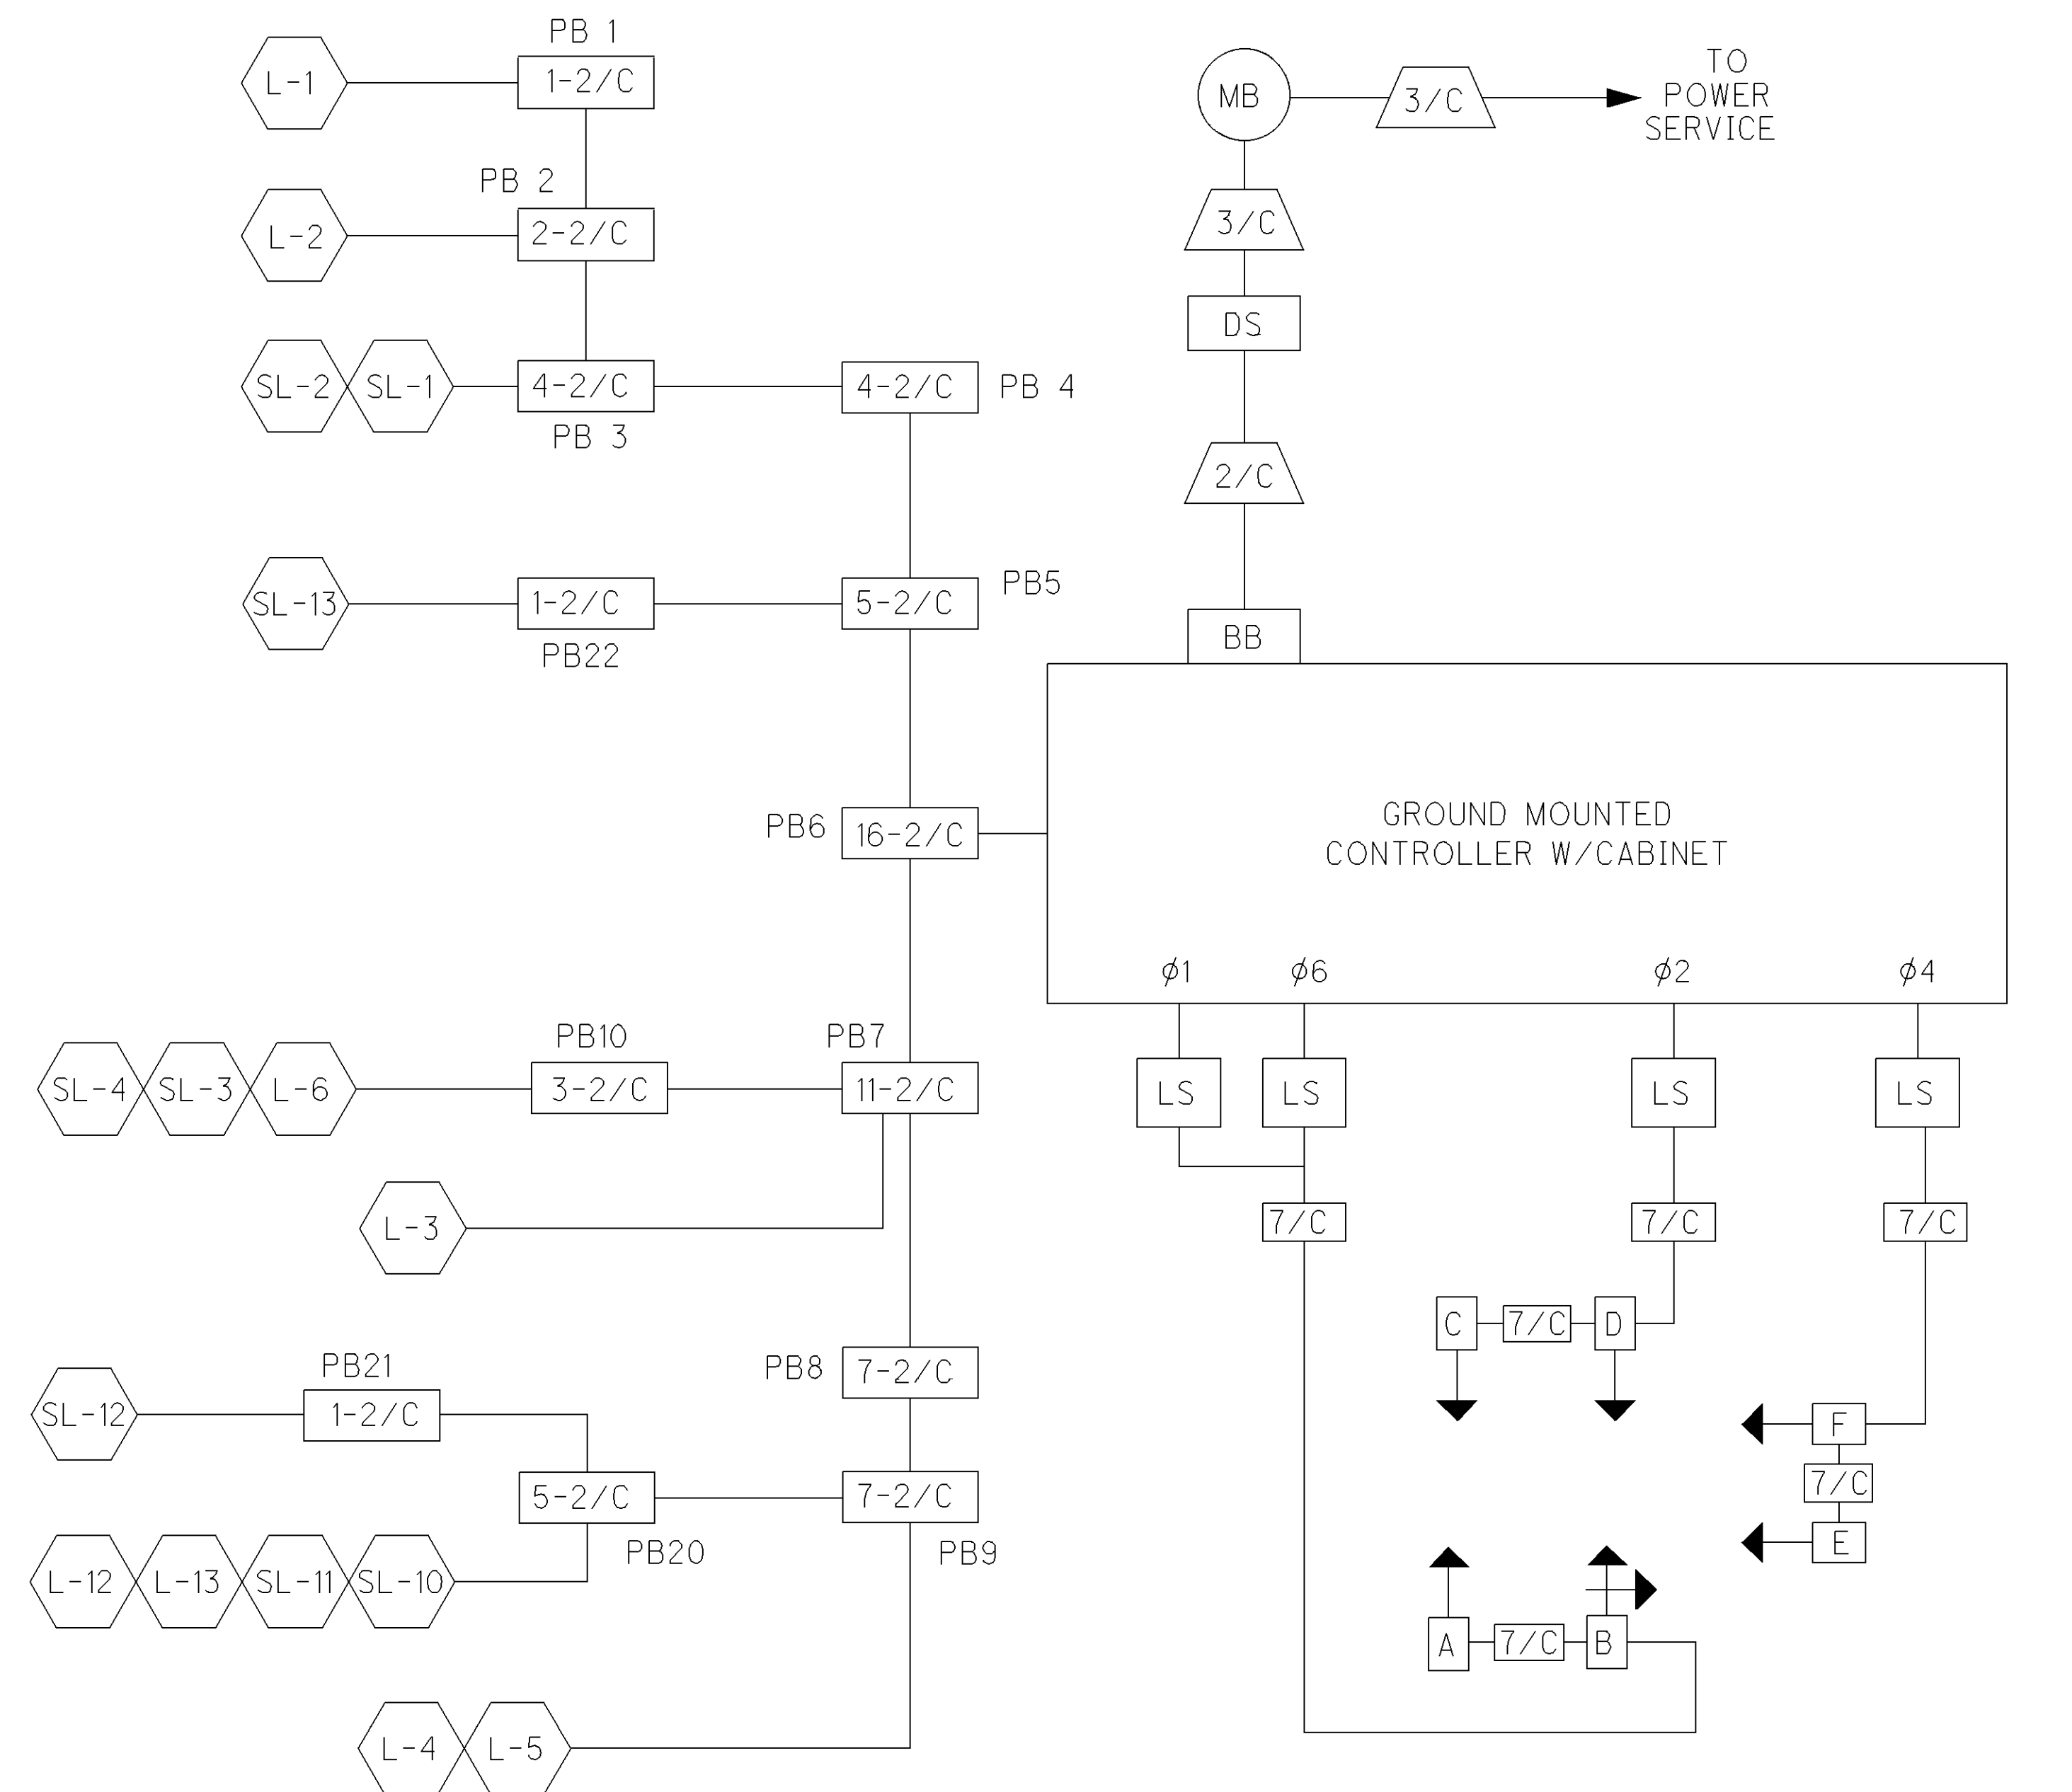 PB 1
L-1
1-2/C
PB 2
L-2
2-2/C
SL-2
SL-1
4-2/C
PB 3
4-2/C
PB 4
SL-13
1-2/C
PB22
5-2/C
PB5
PB6
16-2/C
SL-4
SL-3
L-6
PB10
3-2/C
PB7
11-2/C
L-3
PB8
7-2/C
SL-12
PB21
1-2/C
5-2/C
PB20
7-2/C
PB9
L-12
L-13
SL-11
SL-10
L-4
L-5
MB
3/C
TO
POWER
SERVICE
3/C
DS
2/C
BB
GROUND MOUNTED
CONTROLLER W/CABINET
ϕ1
ϕ6
ϕ2
ϕ4
LS
LS
LS
LS
7/C
7/C
7/C
C
7/C
D
F
7/C
E
A
7/C
B